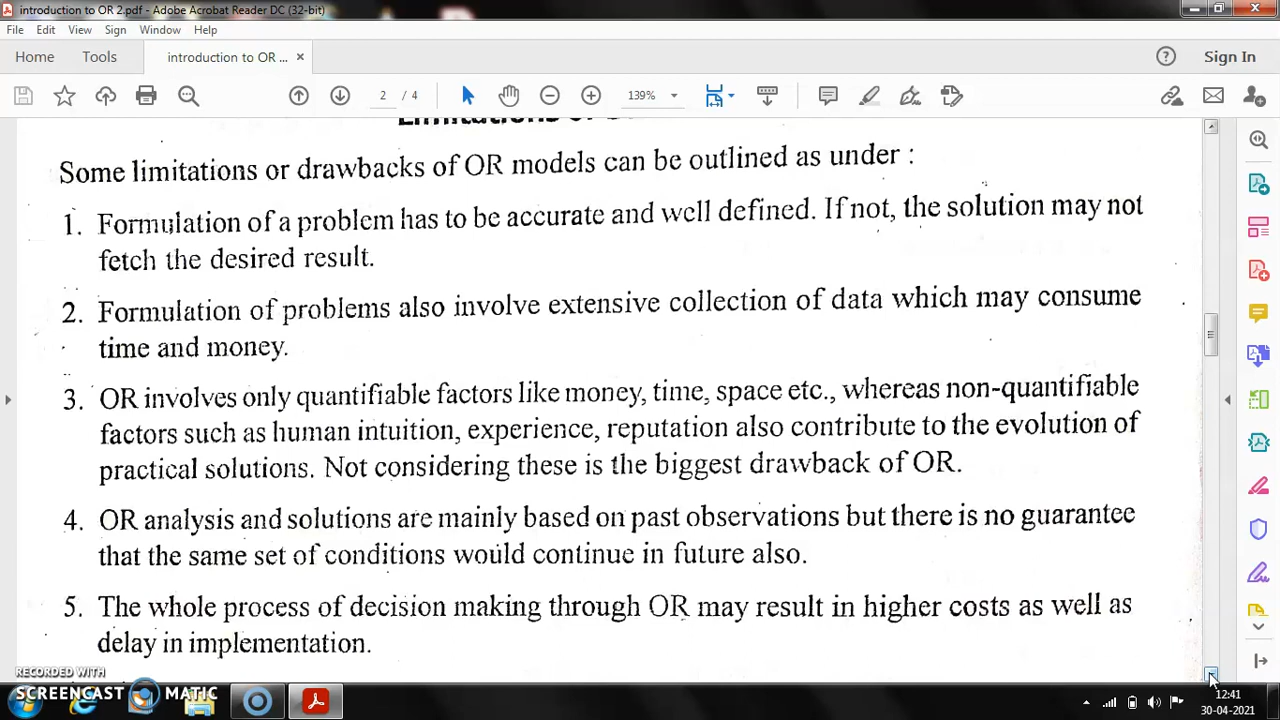 introduction to OR 2.pdf - Adobe Acrobat Reader DC (32-bit)
File Edit View Sign Window Help
Home Tools introduction to OR ... × Sign In
2 / 4 139%
Limitations of
Some limitations or drawbacks of OR models can be outlined as under :
1. Formulation of a problem has to be accurate and well defined. If not, the solution may not
fetch the desired result.
2. Formulation of problems also involve extensive collection of data which may consume
time and money.
3. OR involves only quantifiable factors like money, time, space etc., whereas non-quantifiable
factors such as human intuition, experience, reputation also contribute to the evolution of
practical solutions. Not considering these is the biggest drawback of OR.
4. OR analysis and solutions are mainly based on past observations but there is no guarantee
that the same set of conditions would continue in future also.
5. The whole process of decision making through OR may result in higher costs as well as
delay in implementation.
RECORDED WITH
SCREENCAST MATIC
12:41
30-04-2021